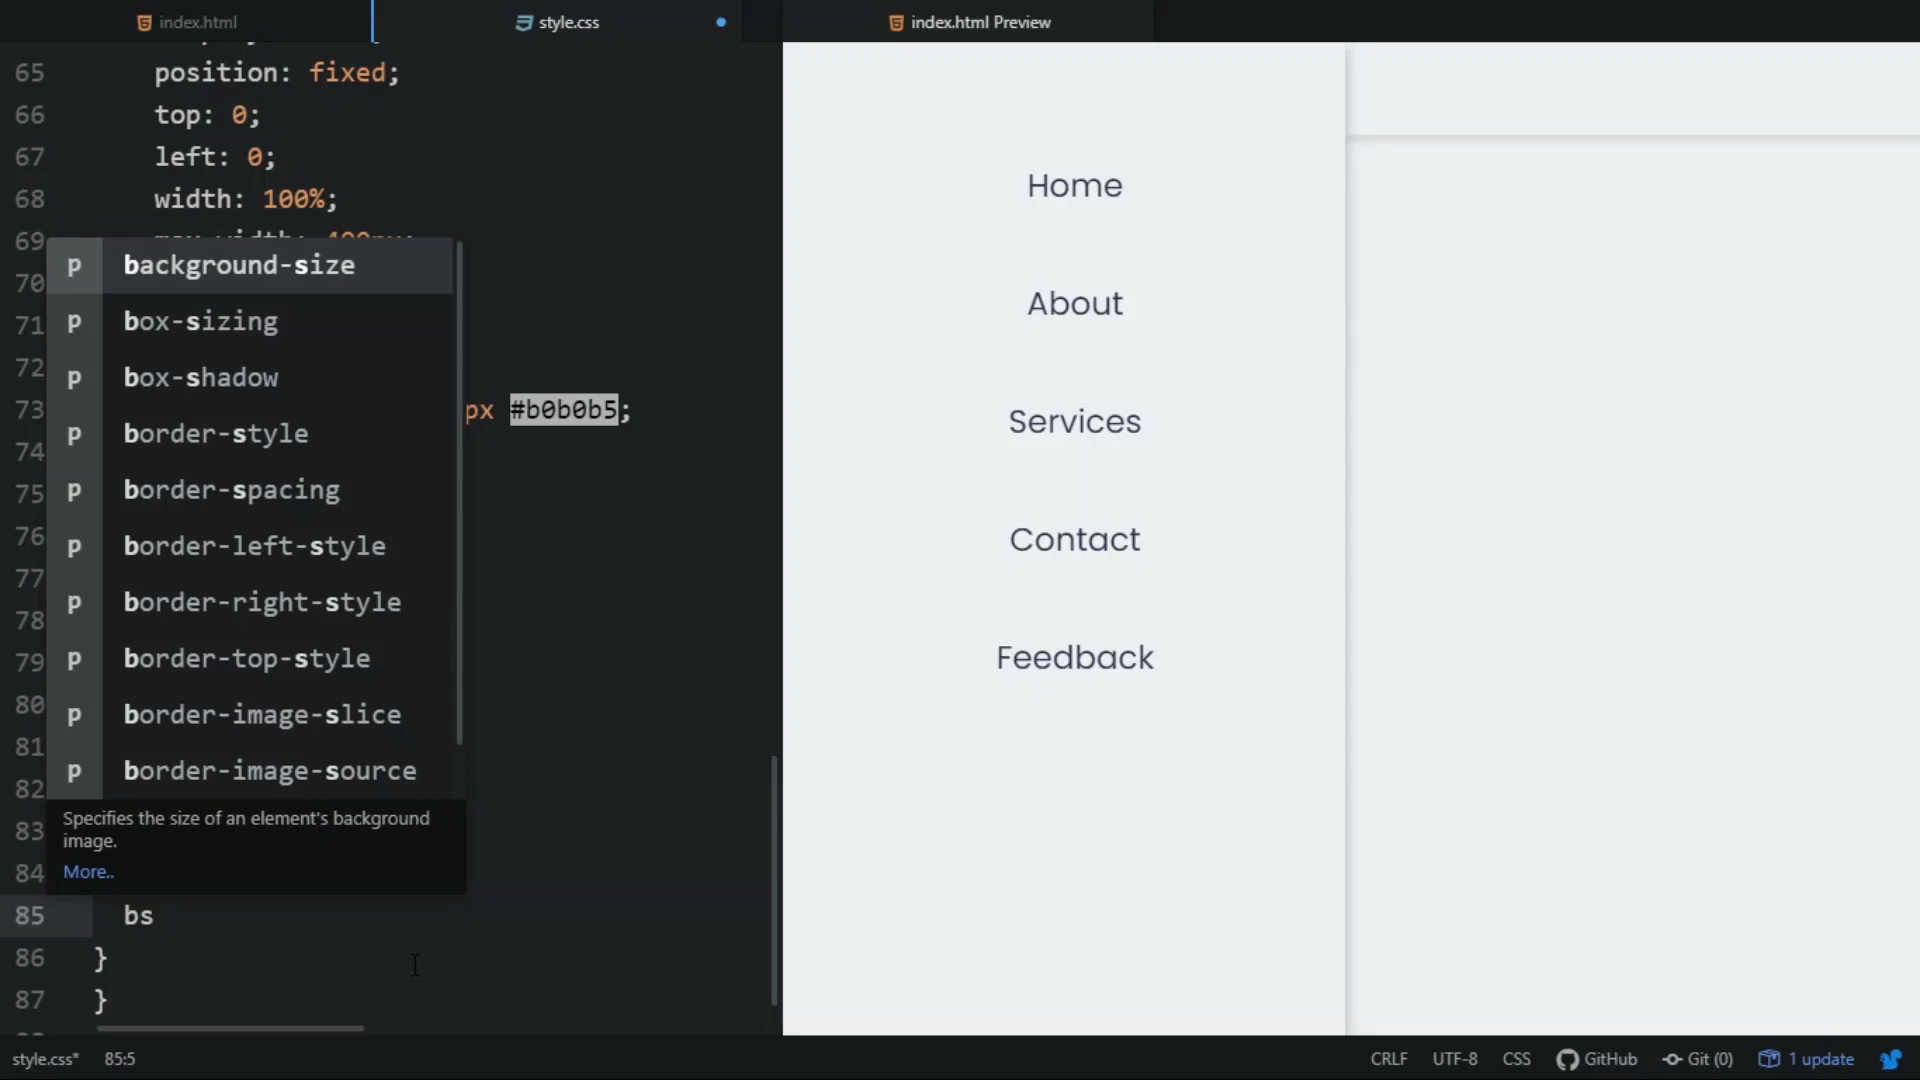 index.html
style.css
index.html Preview
65 position: fixed;
66 top: 0;
67 left: 0;
68 width: 100%;
69 max-width: 400px;
70
71
72
73 px #b0b0b5;
74
75
76
77
78
79
80
81
82
83
84
85 bs
86 }
87 }
p background-size
p box-sizing
p box-shadow
p border-style
p border-spacing
p border-left-style
p border-right-style
p border-top-style
p border-image-slice
p border-image-source
Specifies the size of an element's background
image.
More..
Home
About
Services
Contact
Feedback
style.css* 85:5
CRLF UTF-8 CSS GitHub Git (0) 1 update